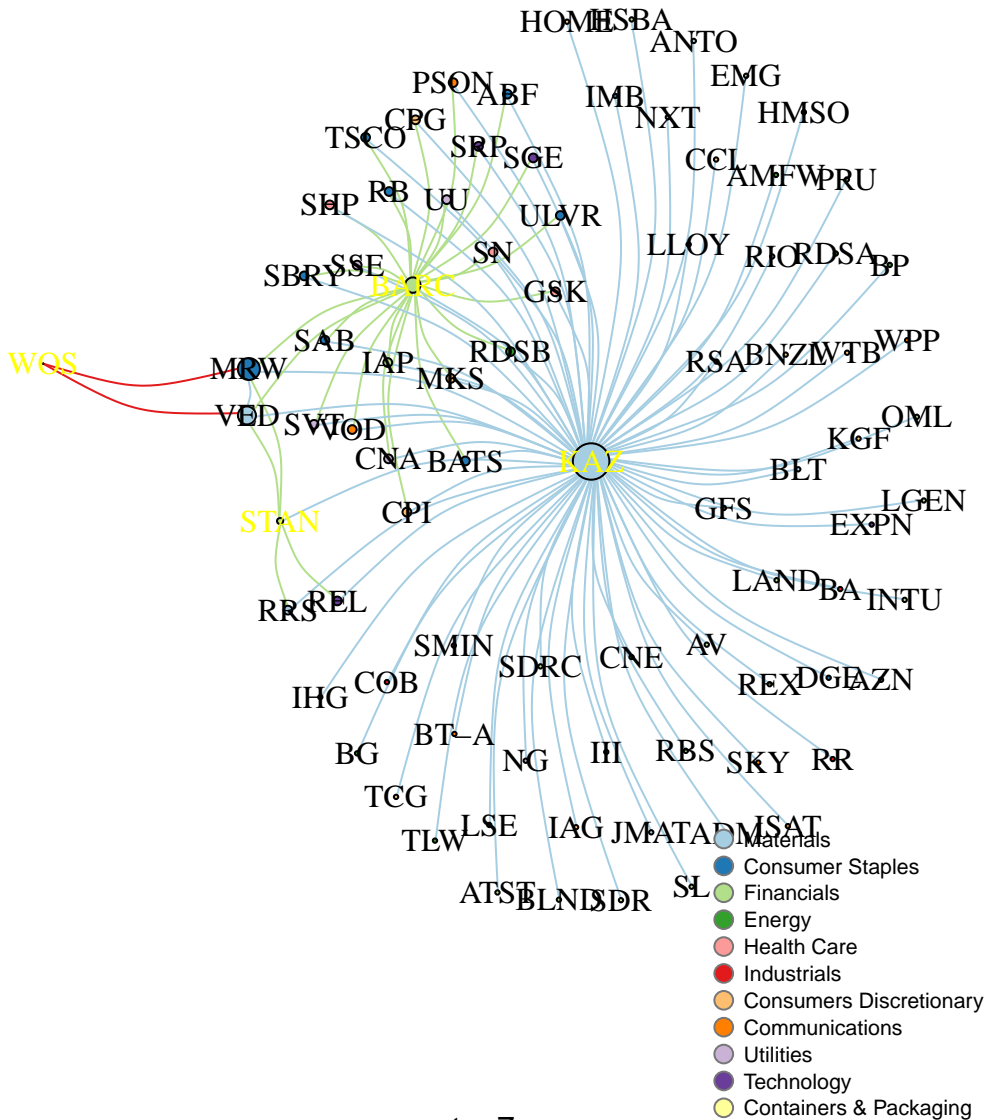 HOME
HSBA
ANTO
EMG
PSON
ABF
IMB
NXT
HMSO
CPG
TSCO
SRP
SGE
CCL
AMFW
PRU
RB
SHP
UU
ULVR
LLOY
SN
RIO
RDSA
BP
SBRY
SSE
BARC
GSK
SAB
IAP
RDSB
RSA
BNZL
WTB
WPP
WOS
MRW
MKS
VED
SVT
VOD
OML
KGF
CNA
BATS
KAZ
BLT
STAN
CPI
GFS
LGEN
EXPN
RRS
REL
LAND
BA
INTU
SMIN
SDRC
CNE
AV
IHG
COB
REX
DGE
AZN
BG
BT−A
NG
III
RBS
SKY
RR
TCG
TLW
LSE
IAG
JMAT
ADM
ISAT
ATST
BLND
SDR
SL
Materials
Consumer Staples
Financials
Energy
Health Care
Industrials
Consumers Discretionary
Communications
Utilities
Technology
Containers & Packaging